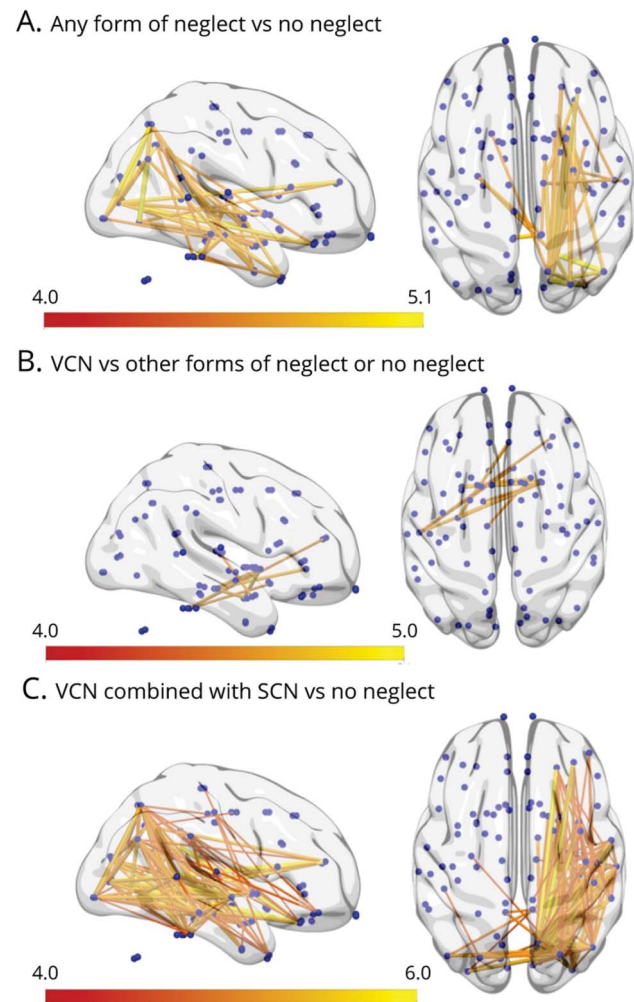 A. Any form of neglect vs no neglect
4.0 5.1
B. VCN vs other forms of neglect or no neglect
4.0 5.0
C. VCN combined with SCN vs no neglect
4.0 6.0